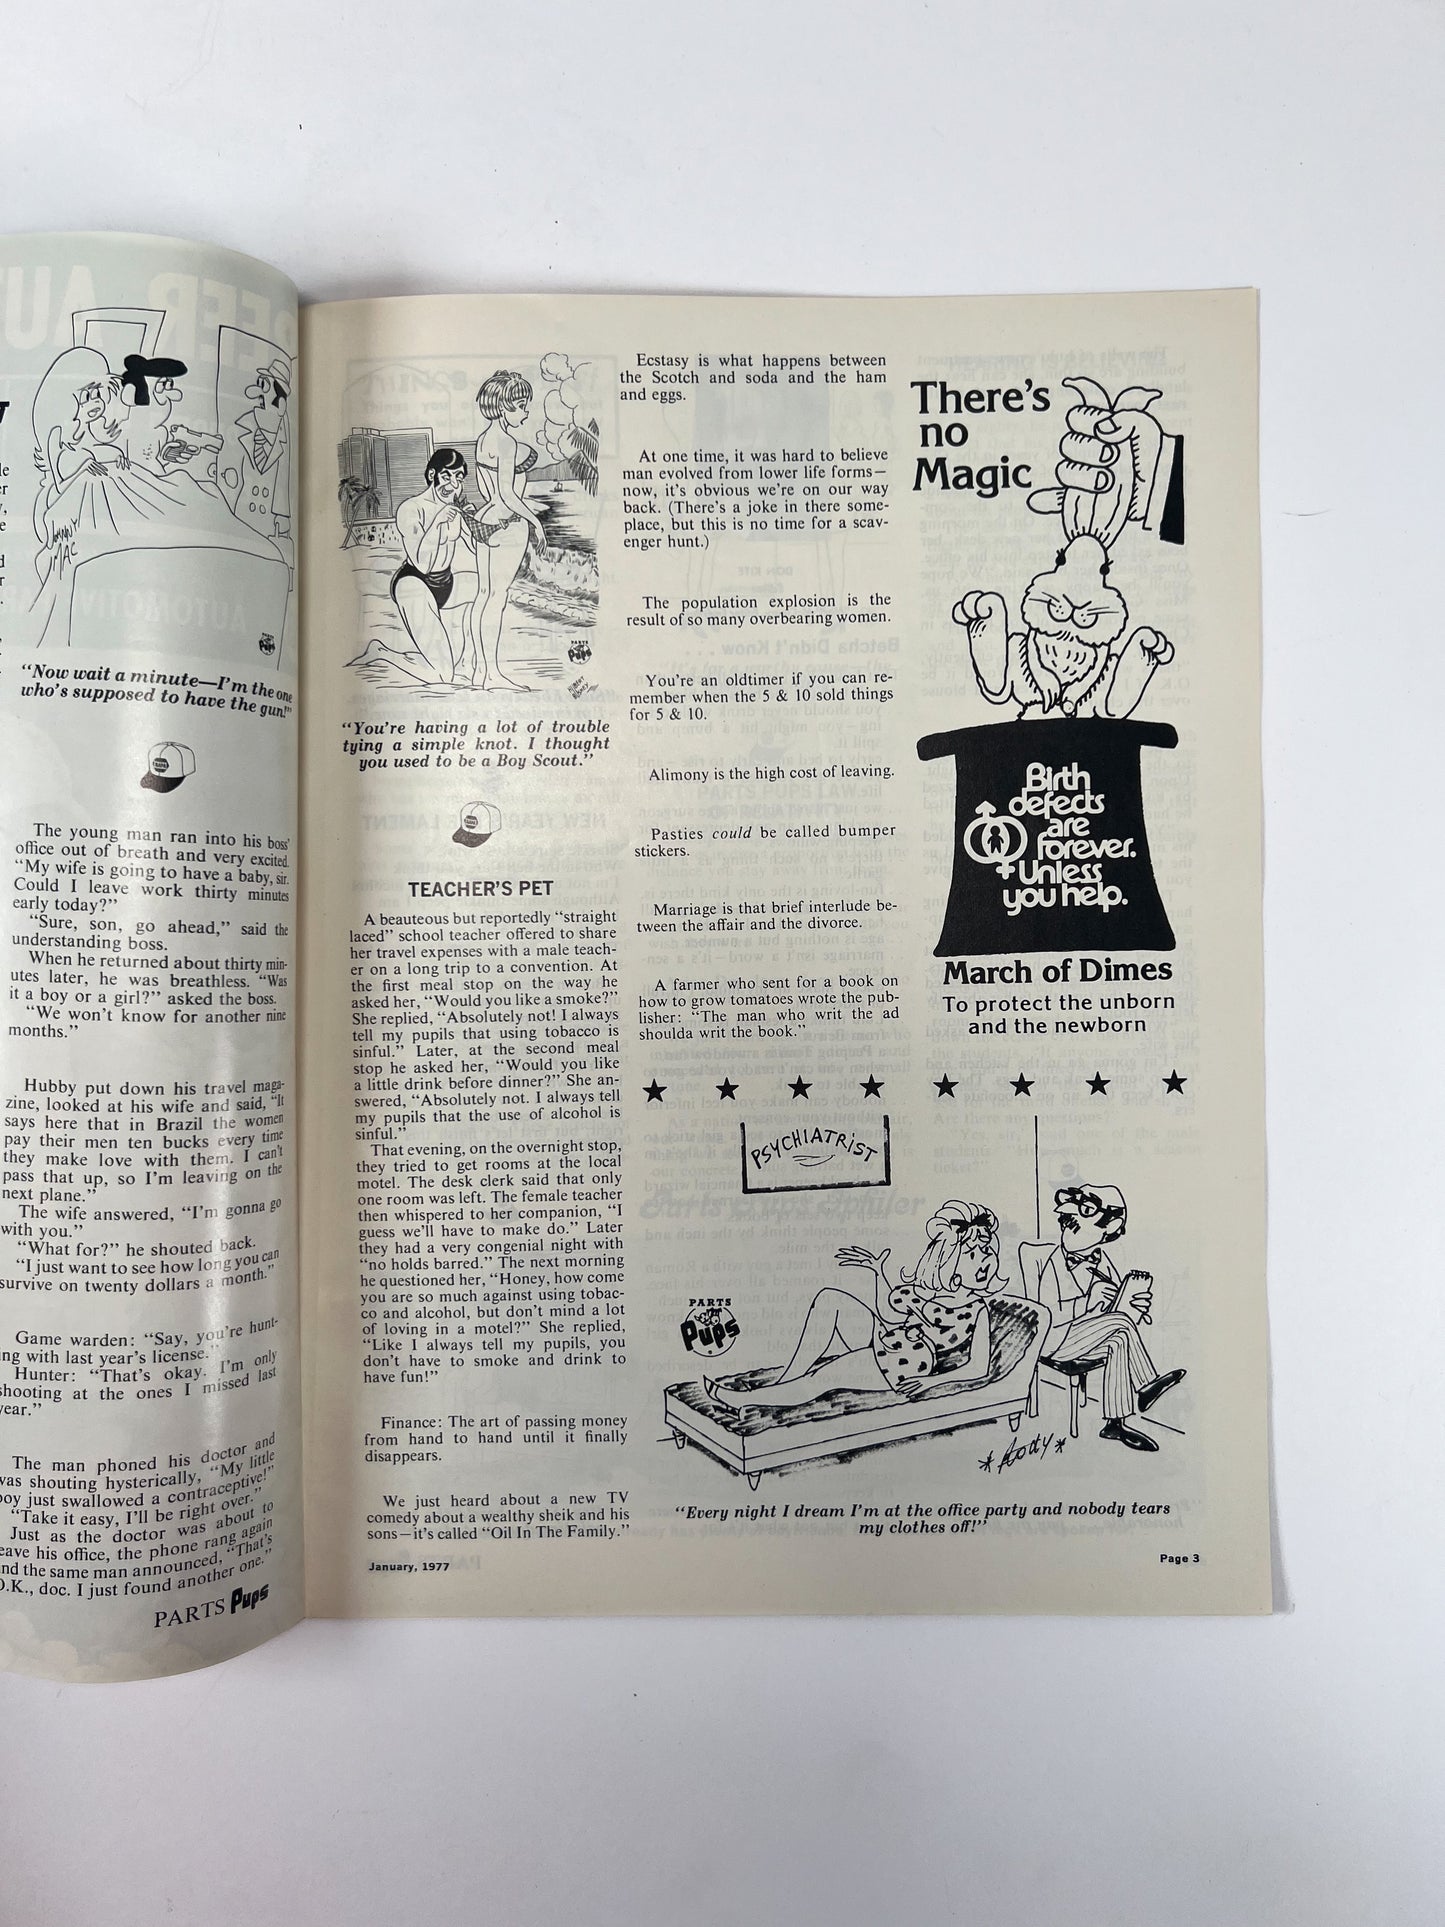 "Now wait a minute—I'm the one
who's supposed to have the gun!"
JOHNNY
MAC
PARTS
Pups
The young man ran into his boss'
office out of breath and very excited.
"My wife is going to have a baby, sir.
Could I leave work thirty minutes
early today?"
"Sure, son, go ahead," said the
understanding boss.
When he returned about thirty min-
utes later, he was breathless. "Was
it a boy or a girl?" asked the boss.
"We won't know for another nine
months."
Hubby put down his travel maga-
zine, looked at his wife and said, "It
says here that in Brazil the women
pay their men ten bucks every time
they make love with them. I can't
pass that up, so I'm leaving on the
next plane."
The wife answered, "I'm gonna go
with you."
"What for?" he shouted back.
"I just want to see how long you can
survive on twenty dollars a month."
Game warden: "Say, you're hunt-
ing with last year's license."
Hunter: "That's okay. I'm only
shooting at the ones I missed last
year."
The man phoned his doctor and
was shouting hysterically, "My little
boy just swallowed a contraceptive!"
"Take it easy, I'll be right over."
Just as the doctor was about to
leave his office, the phone rang again
and the same man announced, "That's
O.K., doc. I just found another one."
PARTS Pups
PARTS
Pups
"You're having a lot of trouble
tying a simple knot. I thought
you used to be a Boy Scout."
TEACHER'S PET
A beauteous but reportedly "straight
laced" school teacher offered to share
her travel expenses with a male teach-
er on a long trip to a convention. At
the first meal stop on the way he
asked her, "Would you like a smoke?"
She replied, "Absolutely not! I always
tell my pupils that using tobacco is
sinful." Later, at the second meal
stop he asked her, "Would you like
a little drink before dinner?" She an-
swered, "Absolutely not. I always tell
my pupils that the use of alcohol is
sinful."
That evening, on the overnight stop,
they tried to get rooms at the local
motel. The desk clerk said that only
one room was left. The female teacher
then whispered to her companion, "I
guess we'll have to make do." Later
they had a very congenial night with
"no holds barred." The next morning
he questioned her, "Honey, how come
you are so much against using tobac-
co and alcohol, but don't mind a lot
of loving in a motel?" She replied,
"Like I always tell my pupils, you
don't have to smoke and drink to
have fun!"
Finance: The art of passing money
from hand to hand until it finally
disappears.
We just heard about a new TV
comedy about a wealthy sheik and his
sons—it's called "Oil In The Family."
January, 1977
Ecstasy is what happens between
the Scotch and soda and the ham
and eggs.
At one time, it was hard to believe
man evolved from lower life forms—
now, it's obvious we're on our way
back. (There's a joke in there some-
place, but this is no time for a scav-
enger hunt.)
The population explosion is the
result of so many overbearing women.
You're an oldtimer if you can re-
member when the 5 & 10 sold things
for 5 & 10.
Alimony is the high cost of leaving.
Pasties could be called bumper
stickers.
Marriage is that brief interlude be-
tween the affair and the divorce.
A farmer who sent for a book on
how to grow tomatoes wrote the pub-
lisher: "The man who writ the ad
shoulda writ the book."
There's
no
Magic
Birth
defects
are
forever.
Unless
you help.
March of Dimes
To protect the unborn
and the newborn
PSYCHIATRIST
PARTS
Pups
"Every night I dream I'm at the office party and nobody tears
my clothes off!"
Page 3